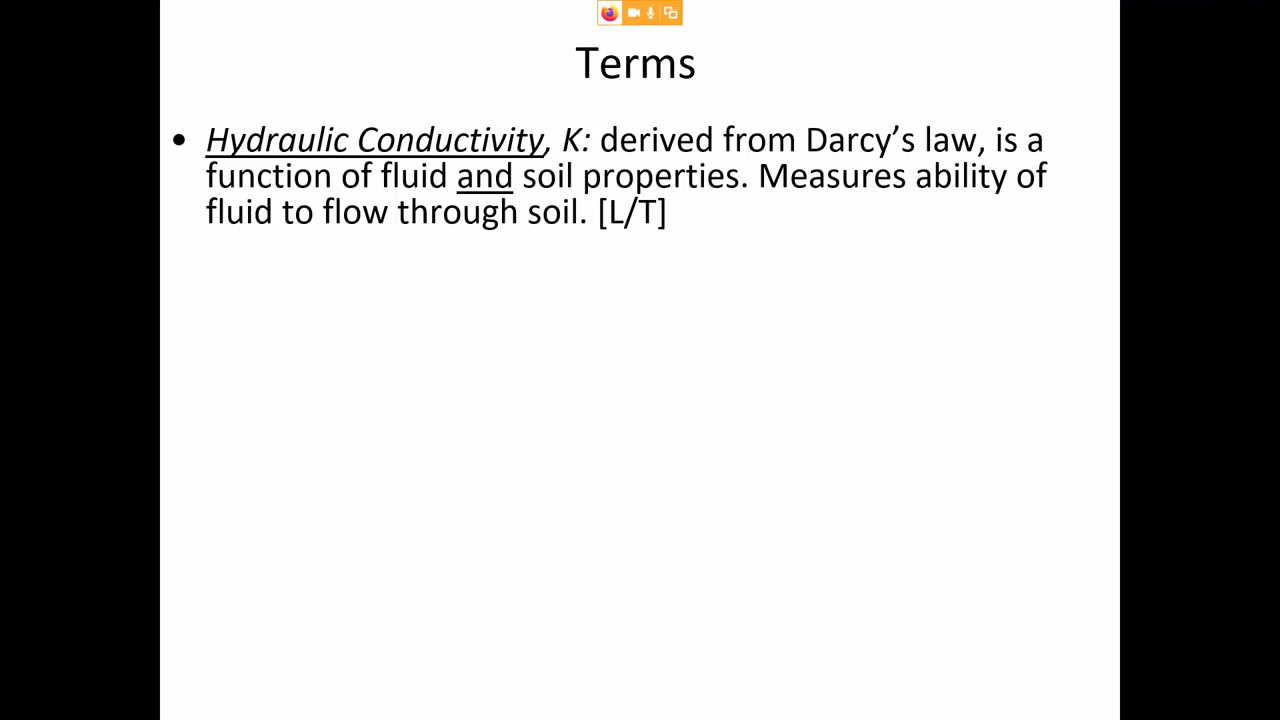 Terms
• Hydraulic Conductivity, K: derived from Darcy’s law, is a
function of fluid and soil properties. Measures ability of
fluid to flow through soil. [L/T]